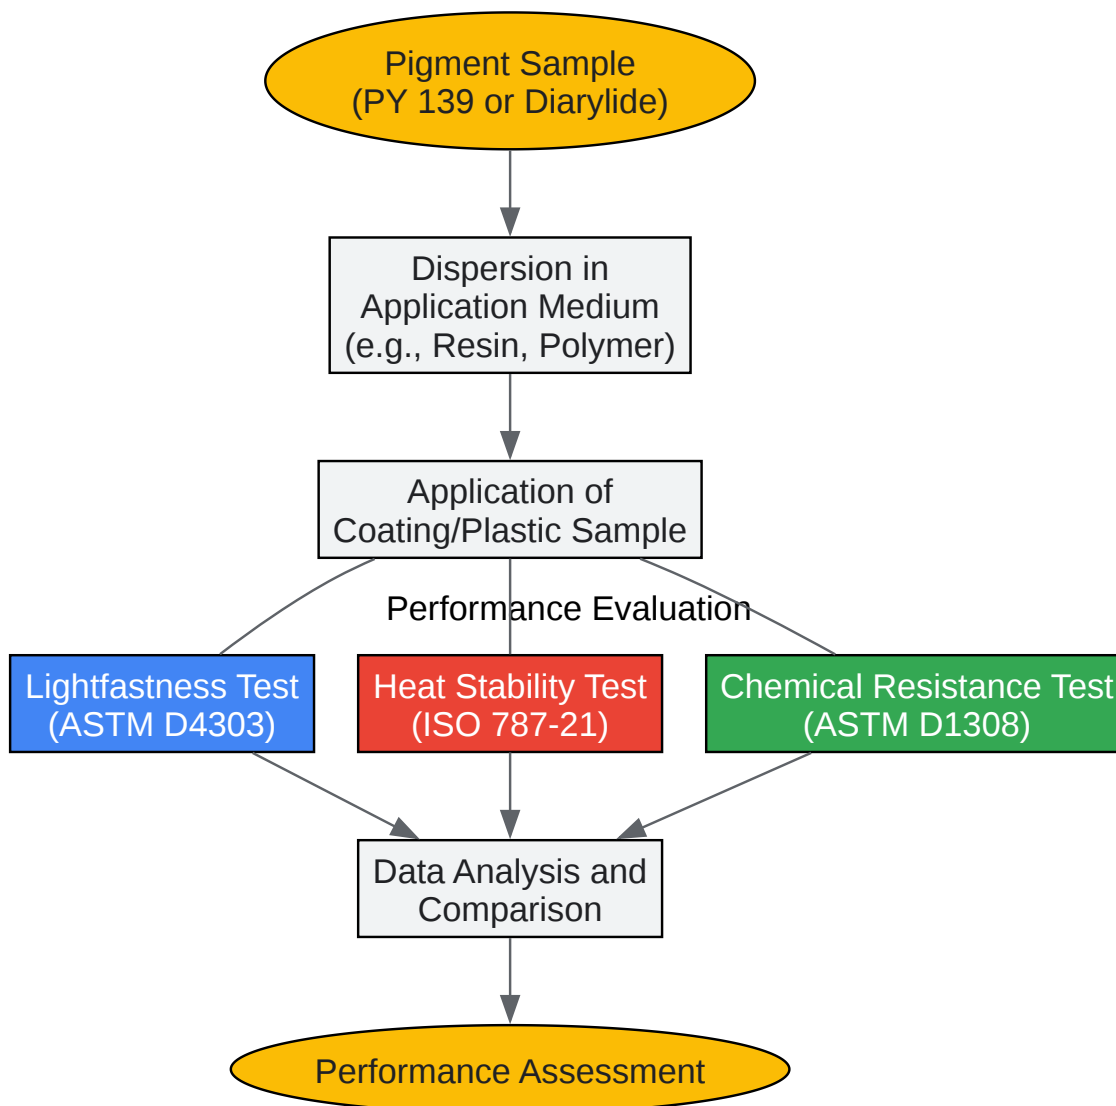 Pigment Sample
(PY 139 or Diarylide)
Dispersion in
Application Medium
(e.g., Resin, Polymer)
Application of
Coating/Plastic Sample
Performance Evaluation
Lightfastness Test
(ASTM D4303)
Heat Stability Test
(ISO 787-21)
Chemical Resistance Test
(ASTM D1308)
Data Analysis and
Comparison
Performance Assessment